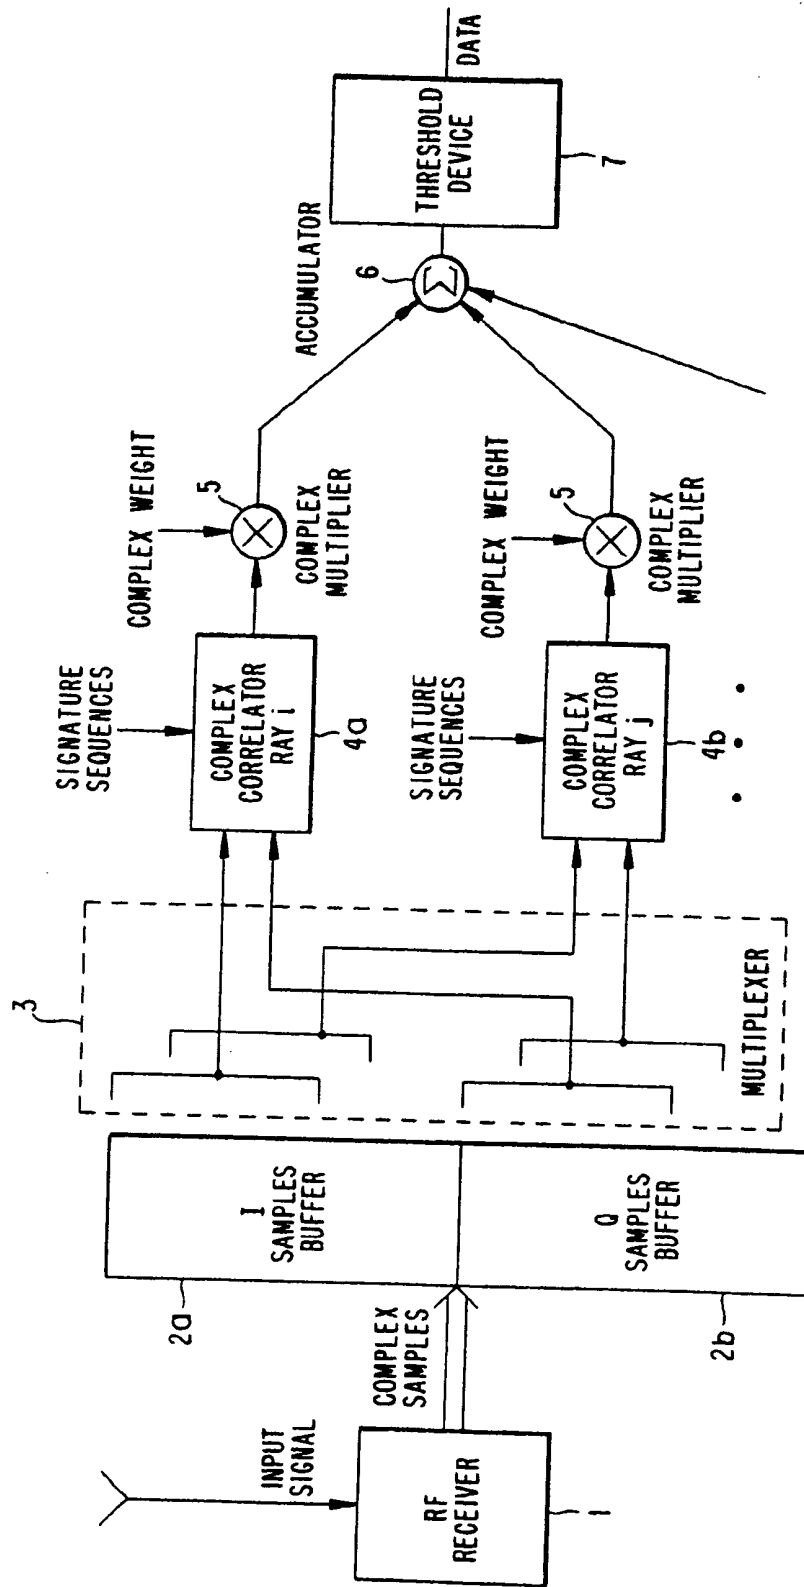 INPUT
SIGNAL
RF
RECEIVER
1
COMPLEX
SAMPLES
2a
I
SAMPLES
BUFFER
Q
SAMPLES
BUFFER
2b
3
MULTIPLEXER
SIGNATURE
SEQUENCES
COMPLEX
CORRELATOR
RAY i
4a
COMPLEX WEIGHT
5
COMPLEX
MULTIPLIER
SIGNATURE
SEQUENCES
COMPLEX
CORRELATOR
RAY j
4b
COMPLEX WEIGHT
5
COMPLEX
MULTIPLIER
ACCUMULATOR
6
Σ
THRESHOLD
DEVICE
7
DATA